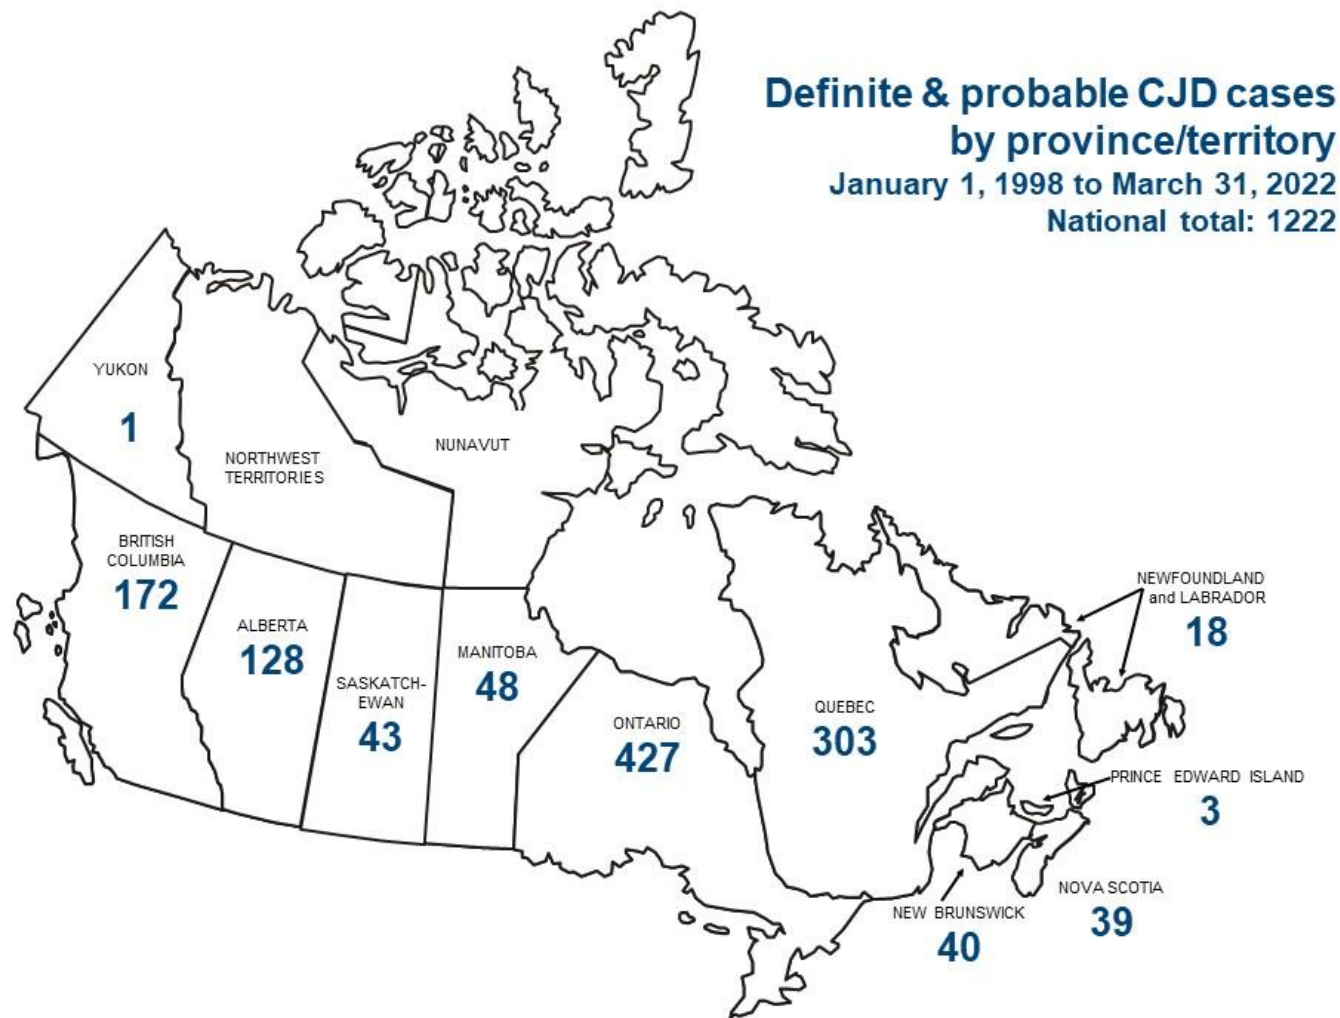 Definite & probable CJD cases
by province/territory
January 1, 1998 to March 31, 2022
National total: 1222
YUKON
1
NORTHWEST
TERRITORIES
NUNAVUT
BRITISH
COLUMBIA
172
ALBERTA
128
SASKATCH-
EWAN
43
MANITOBA
48
ONTARIO
427
QUEBEC
303
NEWFOUNDLAND
and LABRADOR
18
PRINCE EDWARD ISLAND
3
NOVA SCOTIA
39
NEW BRUNSWICK
40